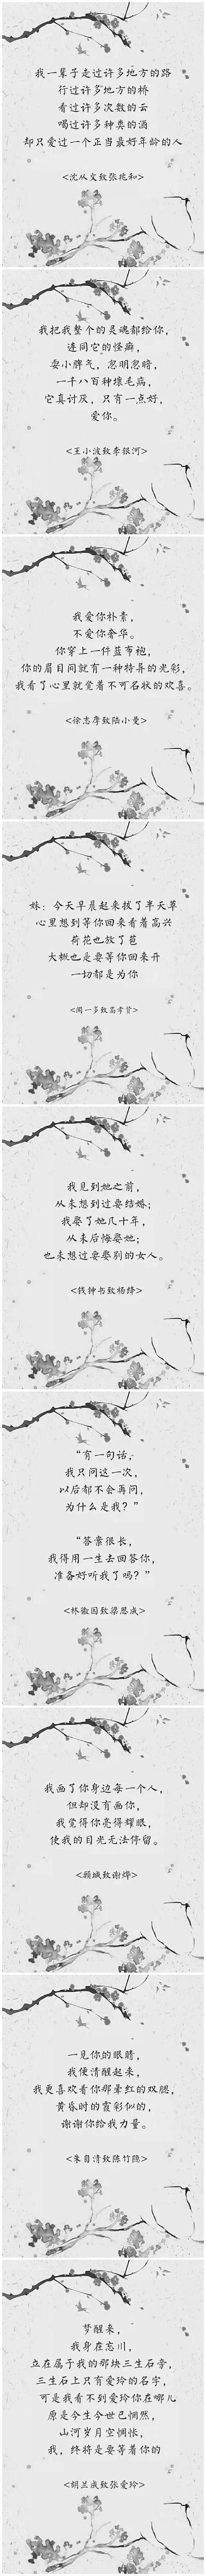 我一辈子走过许多地方的路
行过许多地方的桥
看过许多次数的云
喝过许多种类的酒
却只爱过一个正当最好年龄的人
<沈从文致张兆和>
我把我整个的灵魂都给你，
连同它的怪癖，
耍小脾气，忽明忽暗，
一千八百种坏毛病，
它真讨厌，只有一点好，
爱你。
<王小波致李银河>
我爱你朴素，
不爱你奢华。
你穿上一件蓝布袍，
你的眉目间就有一种特异的光彩，
我看了心里就觉着不可名状的欢喜。
<徐志摩致陆小曼>
妹：今天早晨起来拔了半天草
心里想到等你回来看着高兴
荷花也放了苞
大概也是要等你回来开
一切都是为你
<闻一多致高孝贞>
我见到她之前，
从未想到过要结婚；
我娶了她几十年，
从未后悔娶她；
也未想过要娶别的女人。
<钱钟书致杨绛>
“有一句话，
我只问这一次，
以后都不会再问，
为什么是我？”
“答案很长，
我得用一生去回答你，
准备好听我了吗？”
<林徽因致梁思成>
我画了你身边每一个人，
但却没有画你，
我觉得你亮得耀眼，
使我的目光无法停留。
<顾城致谢烨>
一见你的眼睛，
我便清醒起来，
我更喜欢看你那晕红的双腮，
黄昏时的霞彩似的，
谢谢你给我力量。
<朱自清致陈竹隐>
梦醒来，
我身在忘川，
立在属于我的那块三生石旁，
三生石上只有爱玲的名字，
可是我看不到爱玲你在哪儿
原是今生今世已惘然，
山河岁月空惆怅，
我，终将是要等着你的
<胡兰成致张爱玲>